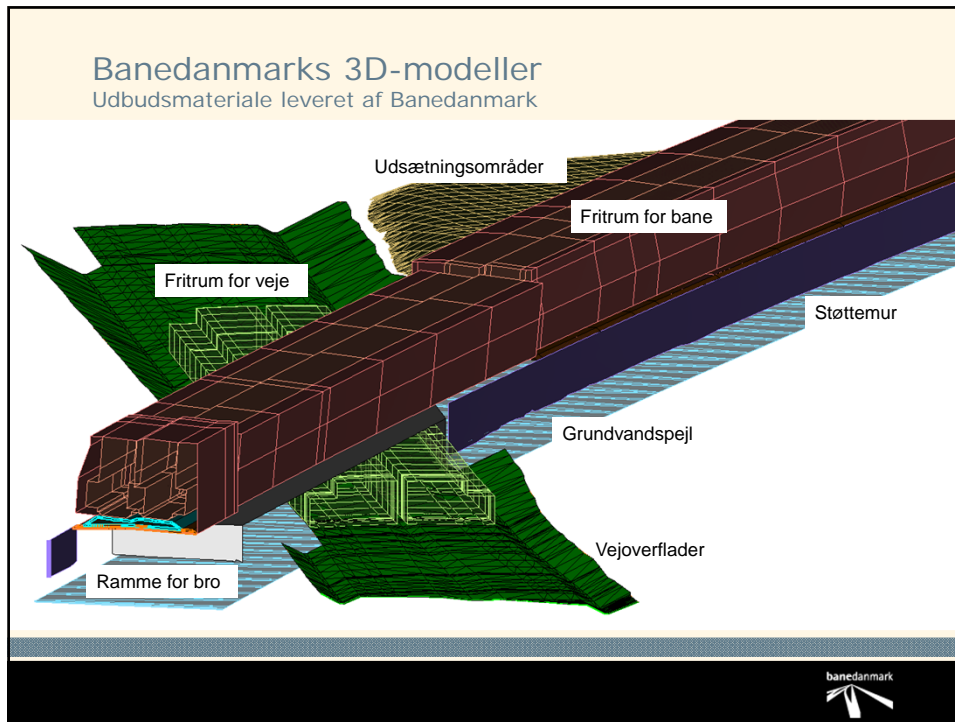 Banedanmarks 3D-modeller
Udbudsmateriale leveret af Banedanmark
Udsætningsområder
Fritrum for bane
Fritrum for veje
Støttemur
Grundvandspejl
Vejoverflader
Ramme for bro
banedanmark